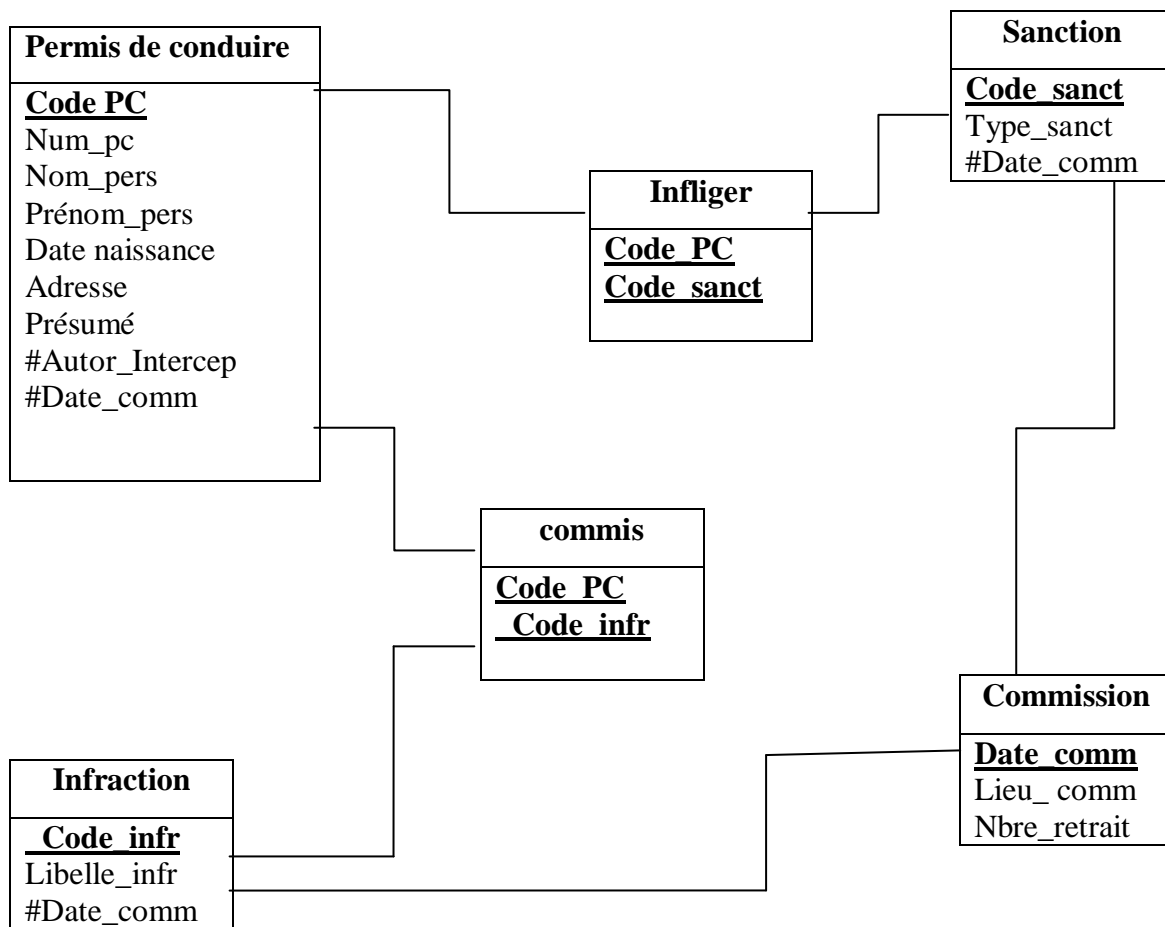 Permis de conduire
Code PC
Num_pc
Nom_pers
Prénom_pers
Date naissance
Adresse
Présumé
#Autor_Intercep
#Date_comm
Sanction
Code_sanct
Type_sanct
#Date_comm
Infliger
Code_PC
Code_sanct
commis
Code_PC
_Code_infr
Infraction
_Code_infr
Libelle_infr
#Date_comm
Commission
Date_comm
Lieu_ comm
Nbre_retrait